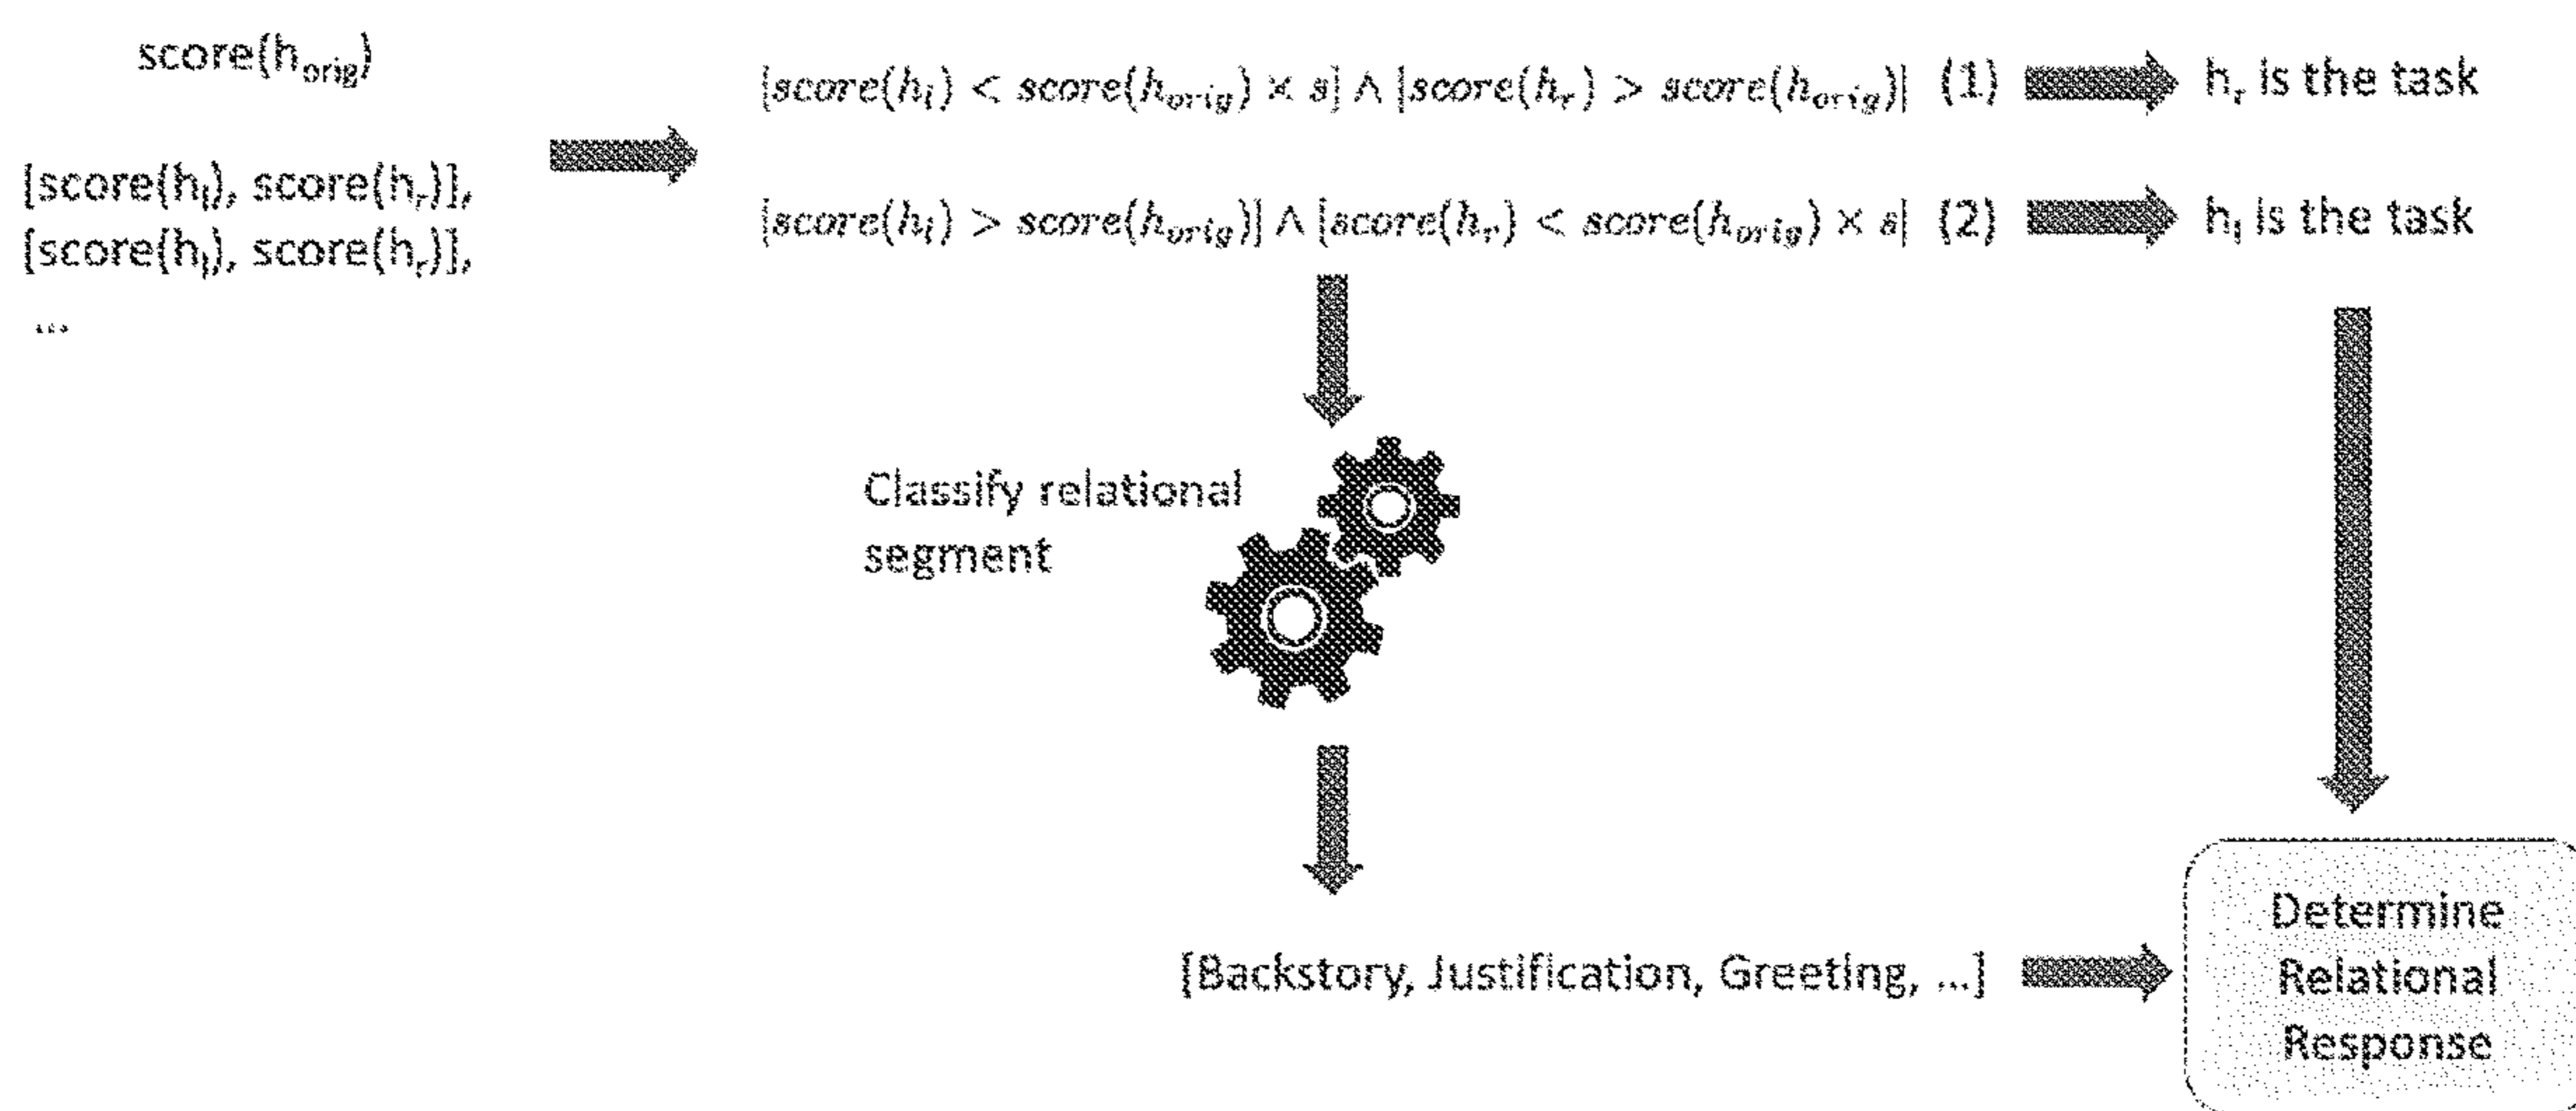 score(h_orig)
[score(h_l), score(h_r)],
[score(h_l), score(h_r)],
...
[score(h_l) < score(h_orig) × s] ∧ [score(h_r) > score(h_orig)] (1)
h_r is the task
[score(h_l) > score(h_orig)] ∧ [score(h_r) < score(h_orig) × s] (2)
h_l is the task
Classify relational
segment
[Backstory, Justification, Greeting, ...]
Determine
Relational
Response